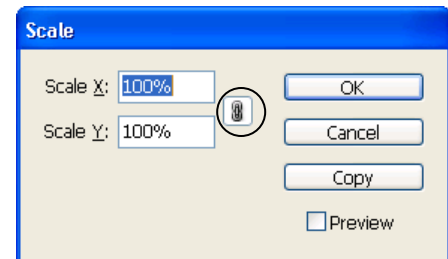 Scale
Scale X: 100%
OK
Scale Y: 100%
Cancel
Copy
Preview